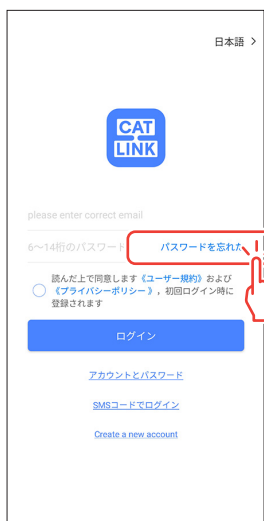 日本語 >
CAT
LINK
please enter correct email
6〜14桁のパスワード パスワードを忘れた
読んだ上で同意します《ユーザー規約》および
《プライバシーポリシー 》，初回ログイン時に
登録されます
ログイン
アカウントとパスワード
SMSコードでログイン
Create a new account